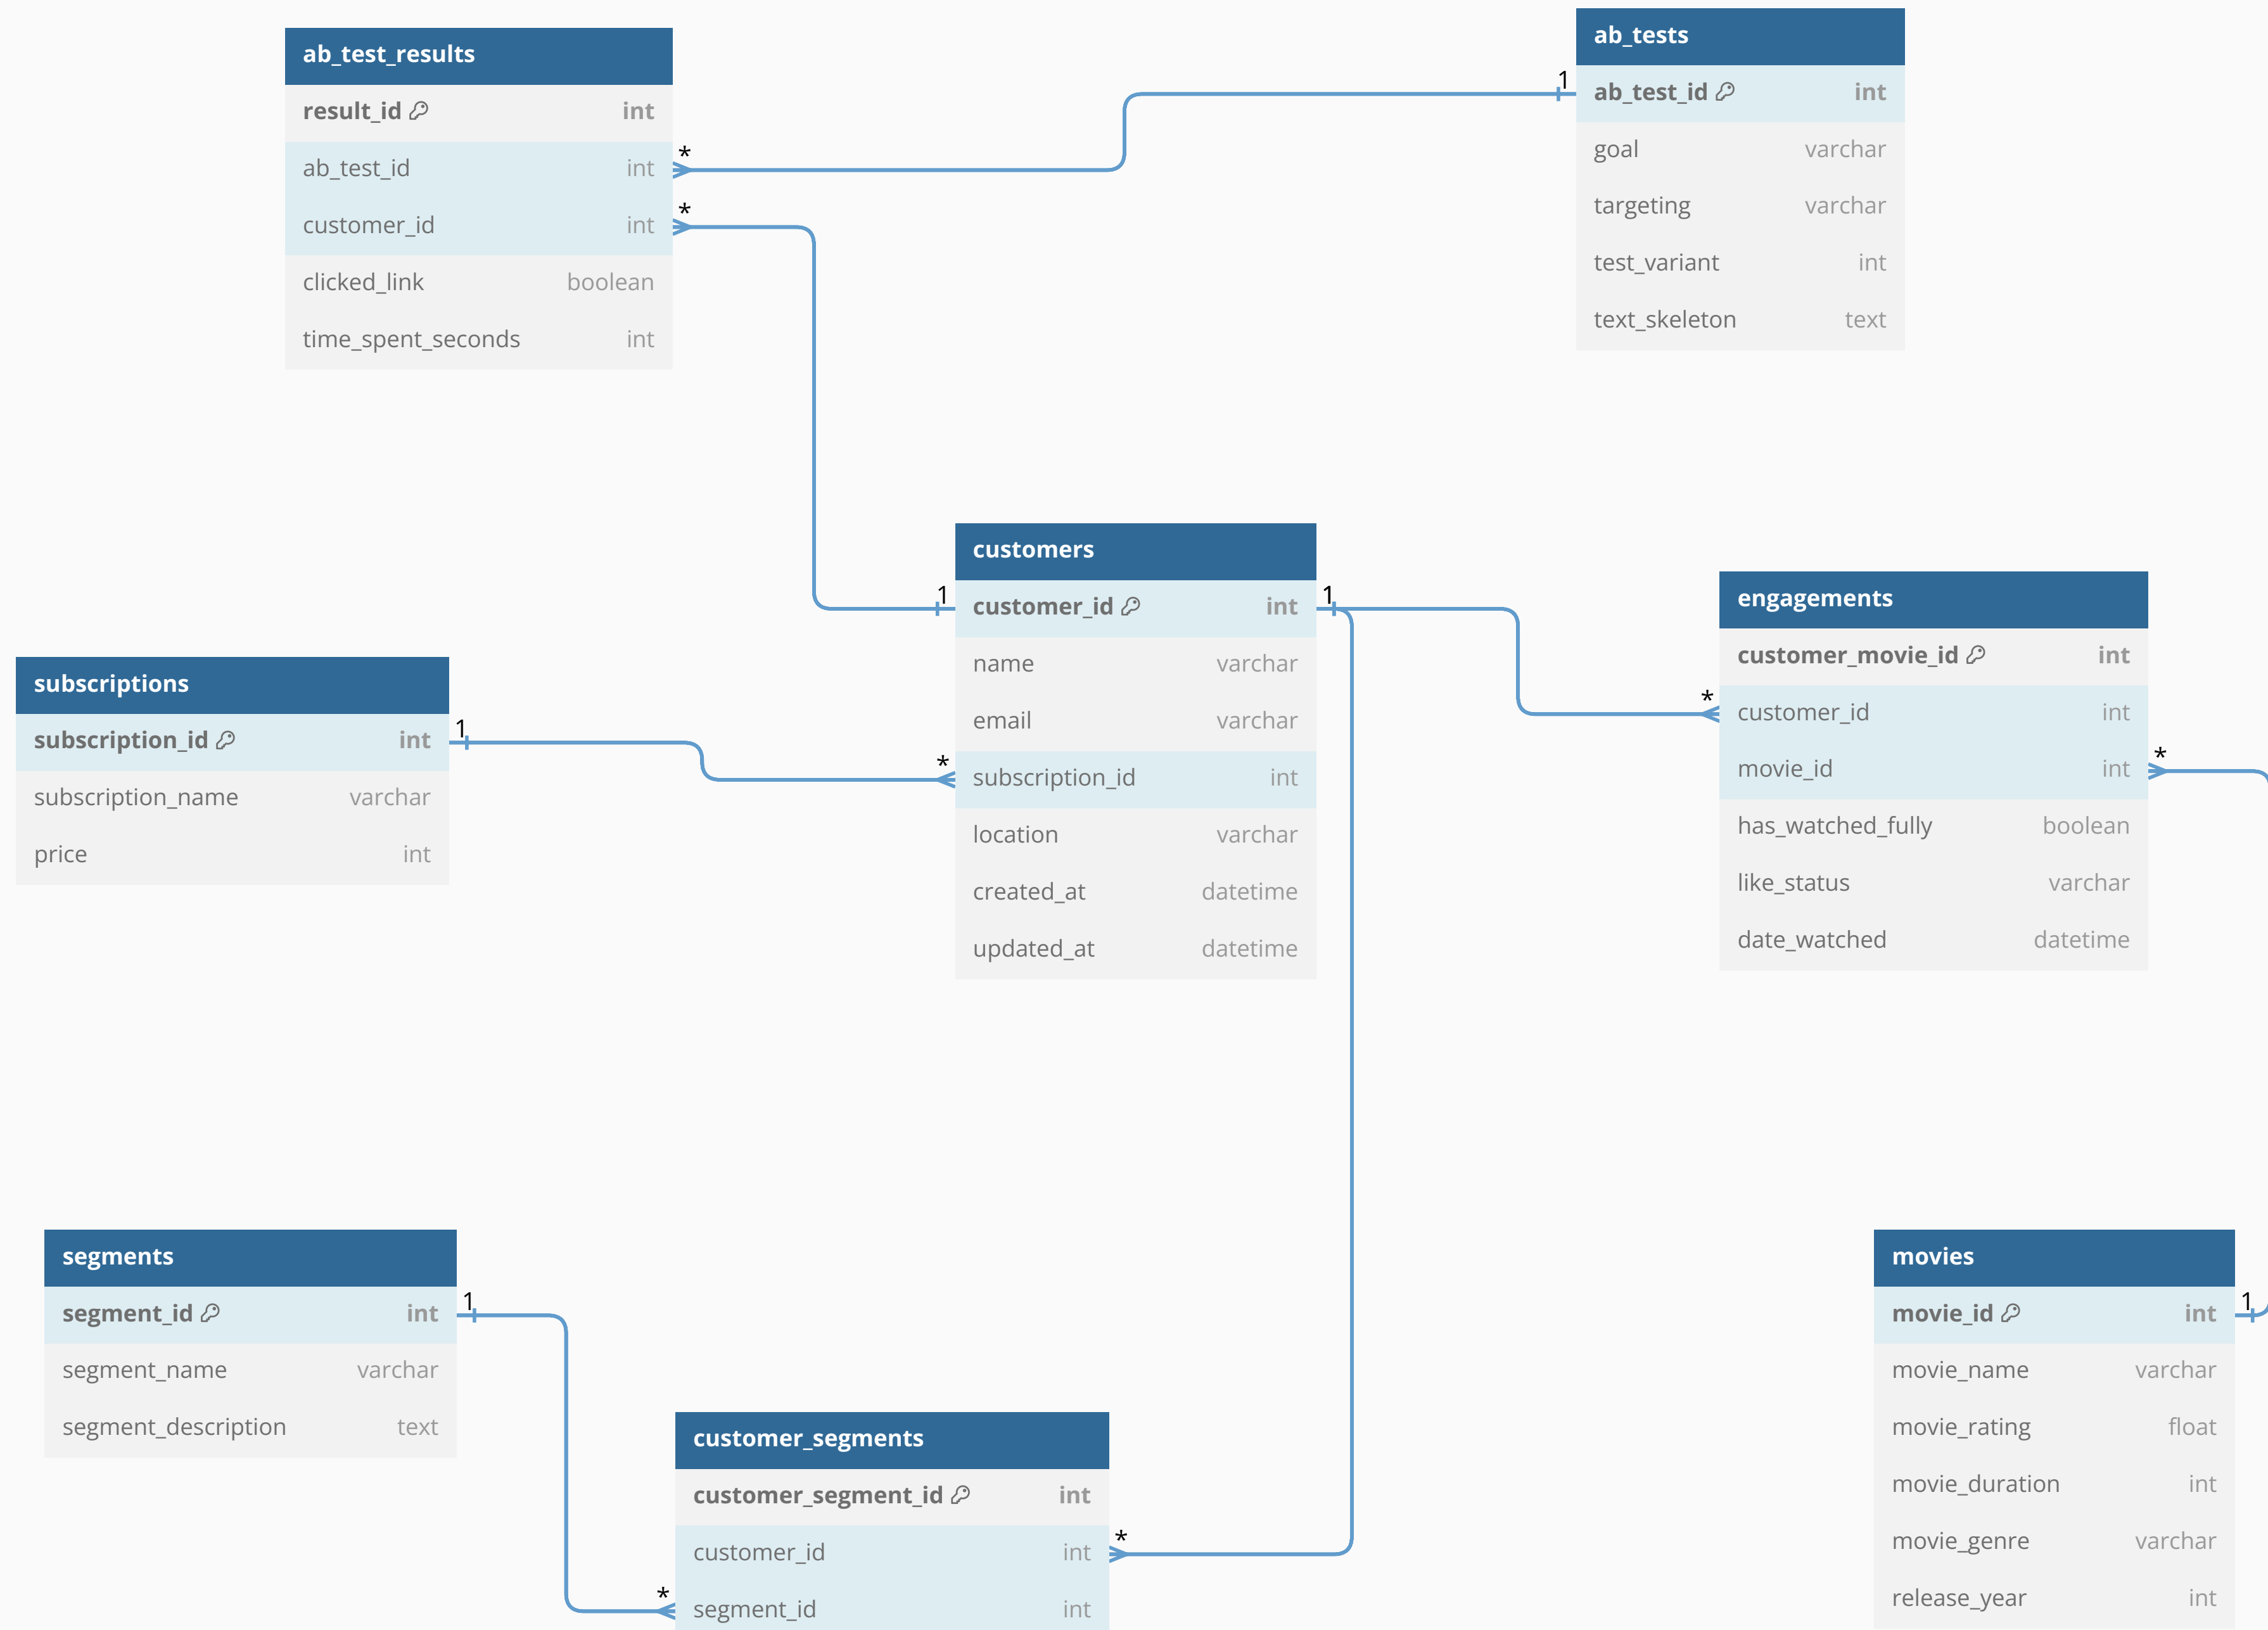 ab_test_results
result_id int
ab_test_id int
customer_id int
clicked_link boolean
time_spent_seconds int
*
*
ab_tests
1
ab_test_id int
goal varchar
targeting varchar
test_variant int
text_skeleton text
customers
1
1
customer_id int
name varchar
email varchar
subscription_id int
location varchar
created_at datetime
updated_at datetime
*
engagements
customer_movie_id int
customer_id int
movie_id int
has_watched_fully boolean
like_status varchar
date_watched datetime
*
*
subscriptions
subscription_id int
subscription_name varchar
price int
1
segments
segment_id int
segment_name varchar
segment_description text
1
customer_segments
customer_segment_id int
customer_id int
segment_id int
*
*
movies
movie_id int
movie_name varchar
movie_rating float
movie_duration int
movie_genre varchar
release_year int
1